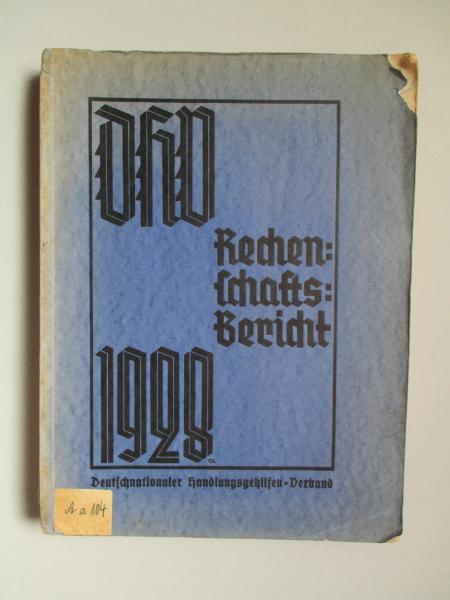 DHV
Rechen=
schafts=
Bericht
1928
Deutschnationaler Handlungsgehilfen-Verband
A a 104